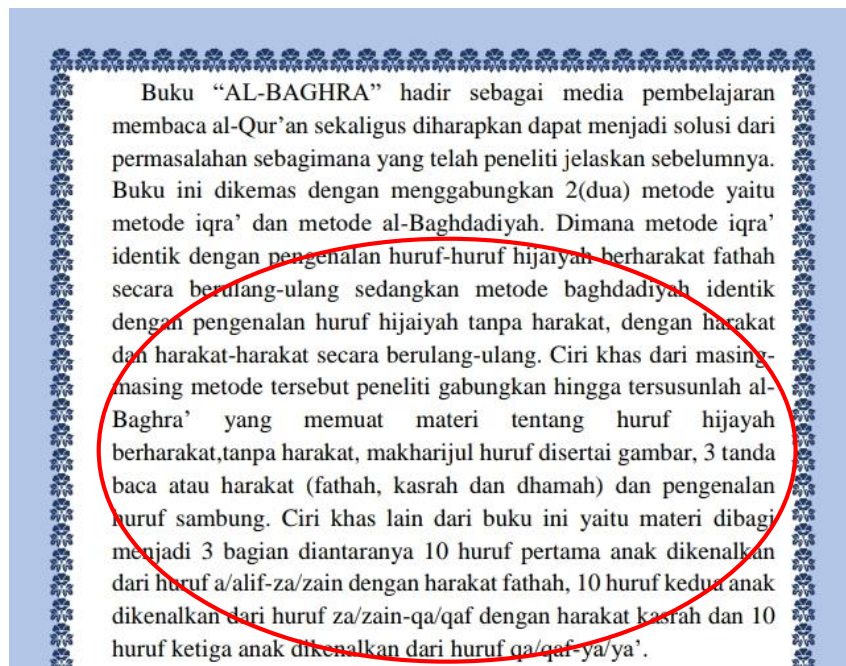 Buku “AL-BAGHRA” hadir sebagai media pembelajaran
membaca al-Qur'an sekaligus diharapkan dapat menjadi solusi dari
permasalahan sebagimana yang telah peneliti jelaskan sebelumnya.
Buku ini dikemas dengan menggabungkan 2(dua) metode yaitu
metode iqra’ dan metode al-Baghdadiyah. Dimana metode iqra’
identik dengan pengenalan huruf-huruf hijaiyah berharakat fathah
secara berulang-ulang sedangkan metode baghdadiyah identik
dengan pengenalan huruf hijaiyah tanpa harakat, dengan harakat
dan harakat-harakat secara berulang-ulang. Ciri khas dari masing-
masing metode tersebut peneliti gabungkan hingga tersusunlah al-
Baghra’ yang memuat materi tentang huruf hijayah
berharakat,tanpa harakat, makharijul huruf disertai gambar, 3 tanda
baca atau harakat (fathah, kasrah dan dhamah) dan pengenalan
huruf sambung. Ciri khas lain dari buku ini yaitu materi dibagi
menjadi 3 bagian diantaranya 10 huruf pertama anak dikenalkan
dari huruf a/alif-za/zain dengan harakat fathah, 10 huruf kedua anak
dikenalkan dari huruf za/zain-qa/qaf dengan harakat kasrah dan 10
huruf ketiga anak dikenalkan dari huruf qa/qaf-ya/ya’.